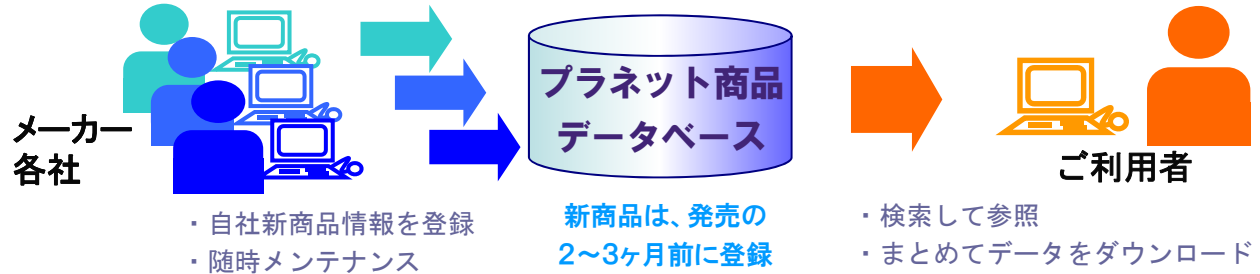 メーカー
各社
・自社新商品情報を登録
・随時メンテナンス
プラネット商品
データベース
新商品は、発売の
2～3ヶ月前に登録
ご利用者
・検索して参照
・まとめてデータをダウンロード